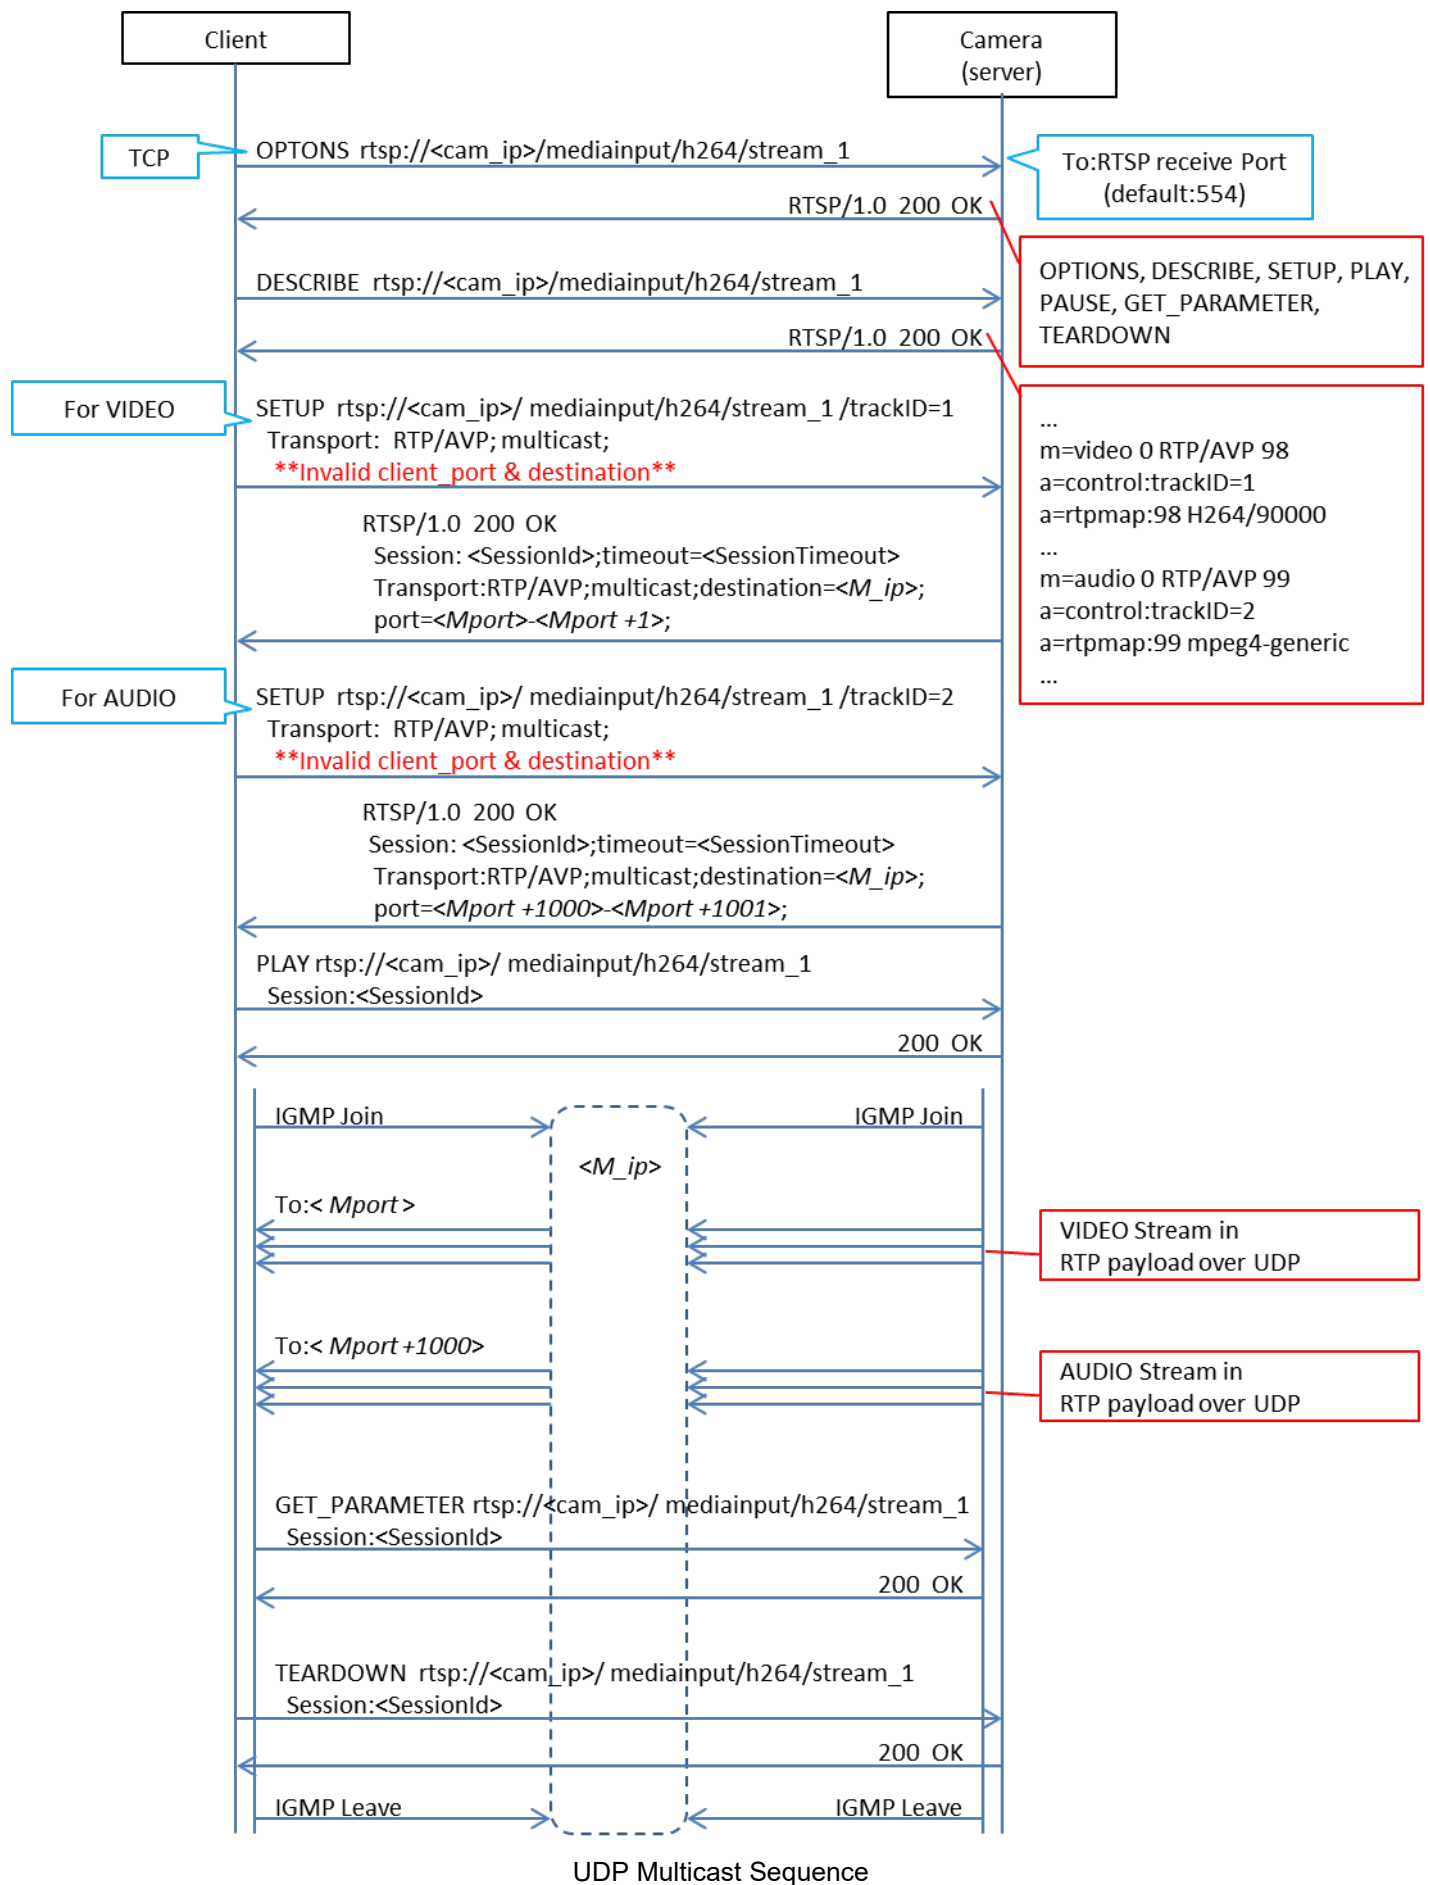 Client
Camera
(server)
TCP
OPTONS rtsp://<cam_ip>/mediainput/h264/stream_1
To:RTSP receive Port
(default:554)
RTSP/1.0 200 OK
OPTIONS, DESCRIBE, SETUP, PLAY,
PAUSE, GET_PARAMETER,
TEARDOWN
DESCRIBE rtsp://<cam_ip>/mediainput/h264/stream_1
RTSP/1.0 200 OK
...
m=video 0 RTP/AVP 98
a=control:trackID=1
a=rtpmap:98 H264/90000
...
m=audio 0 RTP/AVP 99
a=control:trackID=2
a=rtpmap:99 mpeg4-generic
...
For VIDEO
SETUP rtsp://<cam_ip>/ mediainput/h264/stream_1 /trackID=1
Transport: RTP/AVP; multicast;
**Invalid client_port & destination**
RTSP/1.0 200 OK
Session: <SessionId>;timeout=<SessionTimeout>
Transport:RTP/AVP;multicast;destination=<M_ip>;
port=<Mport>-<Mport +1>;
For AUDIO
SETUP rtsp://<cam_ip>/ mediainput/h264/stream_1 /trackID=2
Transport: RTP/AVP; multicast;
**Invalid client_port & destination**
RTSP/1.0 200 OK
Session: <SessionId>;timeout=<SessionTimeout>
Transport:RTP/AVP;multicast;destination=<M_ip>;
port=<Mport +1000>-<Mport +1001>;
PLAY rtsp://<cam_ip>/ mediainput/h264/stream_1
Session:<SessionId>
200 OK
IGMP Join
IGMP Join
<M_ip>
To:< Mport >
VIDEO Stream in
RTP payload over UDP
To:< Mport +1000>
AUDIO Stream in
RTP payload over UDP
GET_PARAMETER rtsp://<cam_ip>/ mediainput/h264/stream_1
Session:<SessionId>
200 OK
TEARDOWN rtsp://<cam_ip>/ mediainput/h264/stream_1
Session:<SessionId>
200 OK
IGMP Leave
IGMP Leave
UDP Multicast Sequence